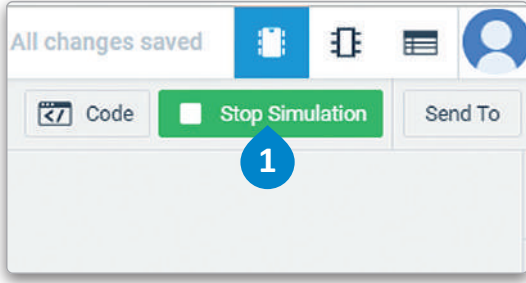 All changes saved
</> Code
Stop Simulation
Send To
1